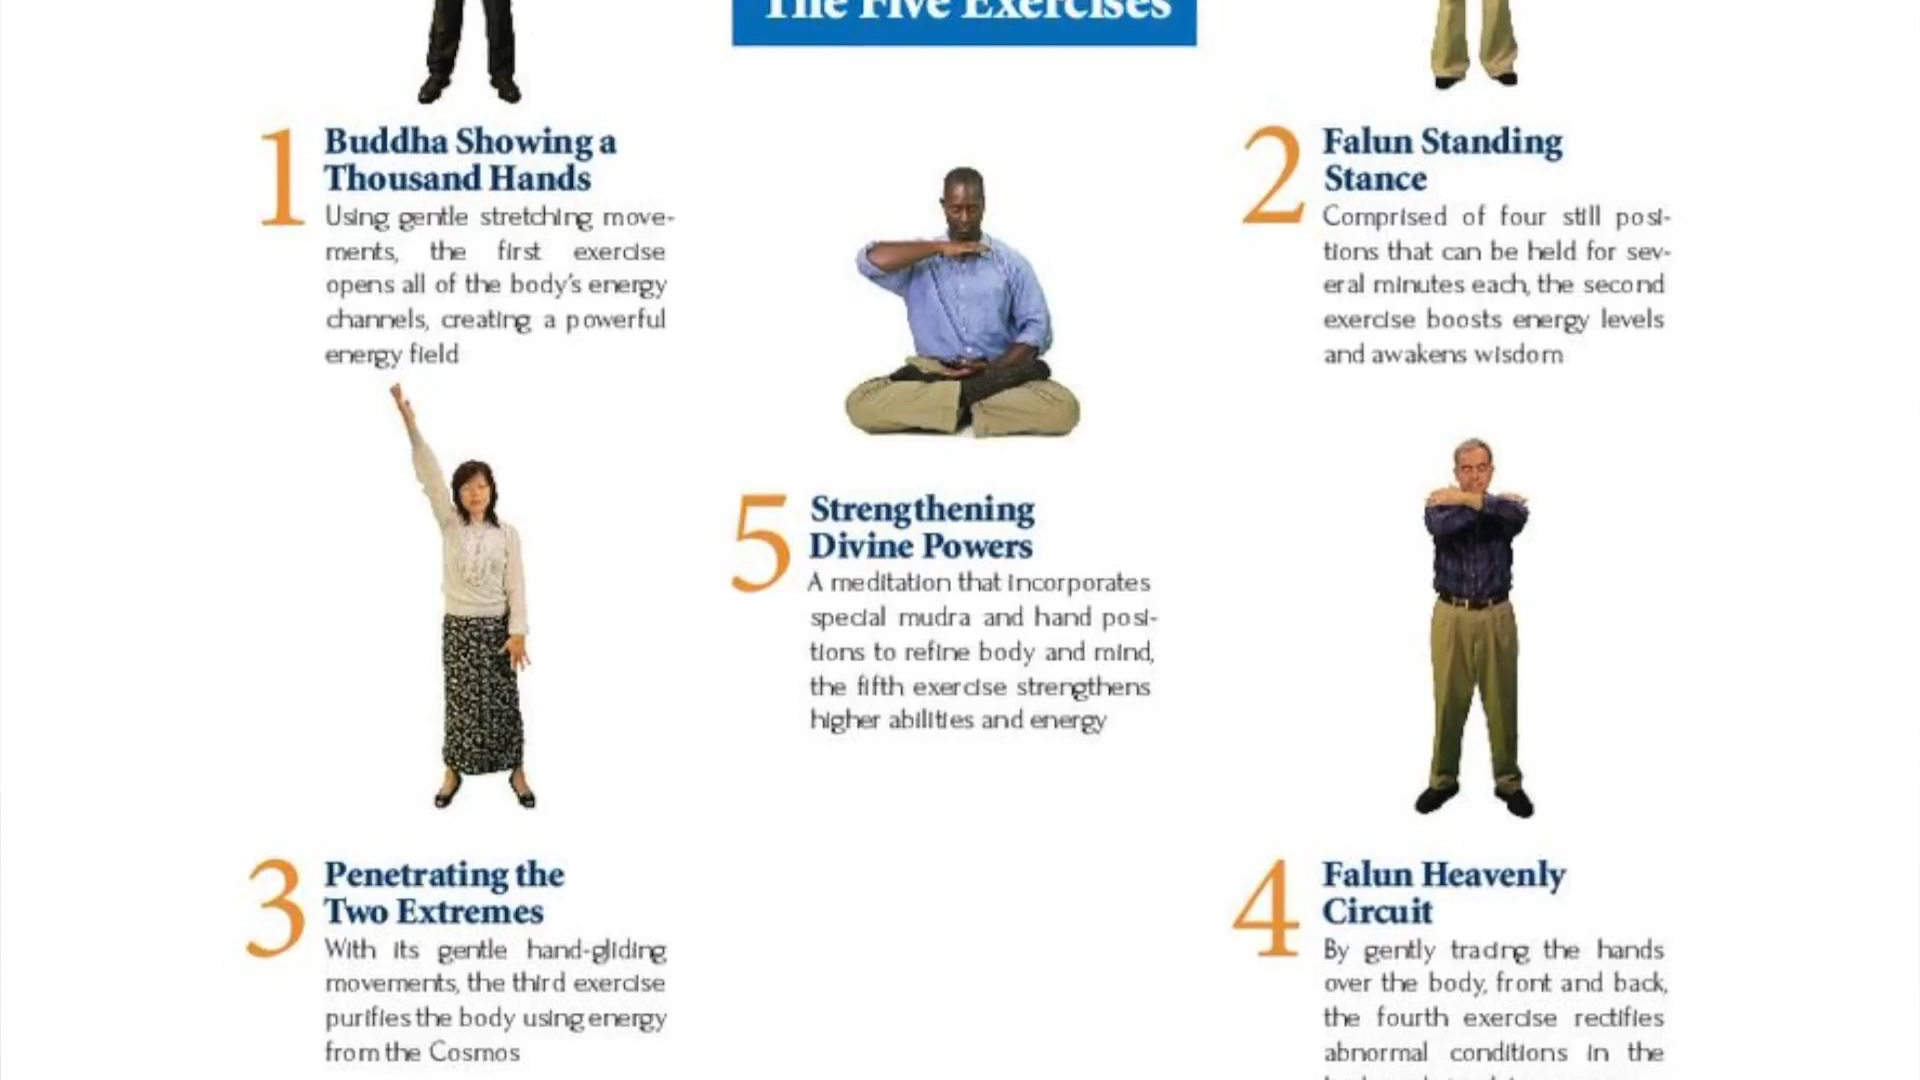 The Five Exercises
1
Buddha Showing a
Thousand Hands
Using gentle stretching move-
ments, the first exercise
opens all of the body's energy
channels, creating a powerful
energy field
2
Falun Standing
Stance
Comprised of four still posi-
tions that can be held for sev-
eral minutes each, the second
exercise boosts energy levels
and awakens wisdom
5
Strengthening
Divine Powers
A meditation that incorporates
special mudra and hand posi-
tions to refine body and mind,
the fifth exercise strengthens
higher abilities and energy
3
Penetrating the
Two Extremes
With its gentle hand-gliding
movements, the third exercise
purifies the body using energy
from the Cosmos
4
Falun Heavenly
Circuit
By gently tracing the hands
over the body, front and back,
the fourth exercise rectifies
abnormal conditions in the